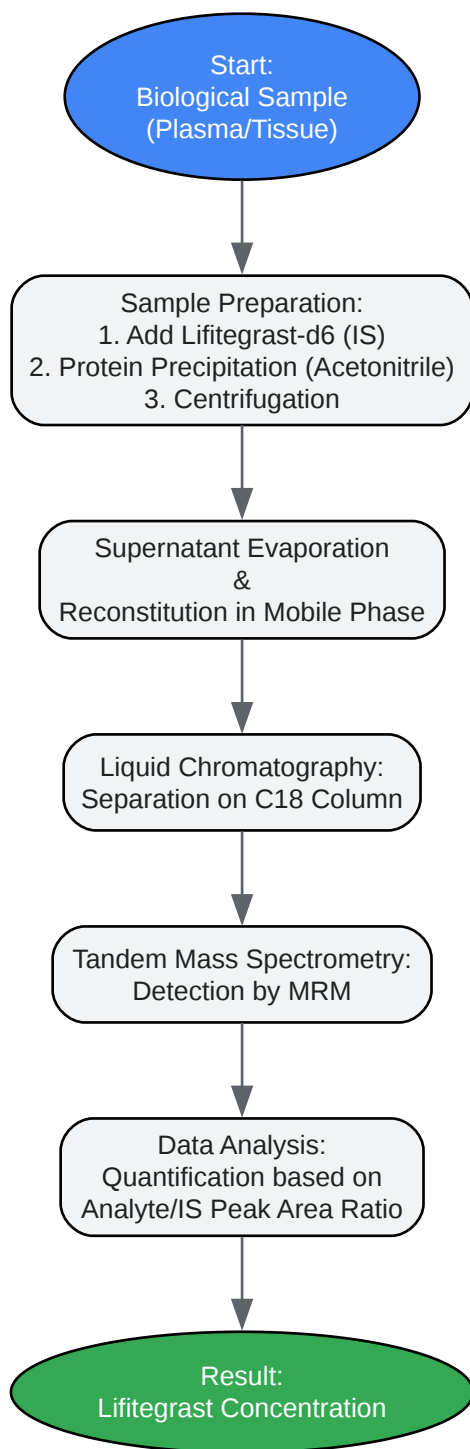 Start:
Biological Sample
(Plasma/Tissue)
Sample Preparation:
1. Add Lifitegrast-d6 (IS)
2. Protein Precipitation (Acetonitrile)
3. Centrifugation
Supernatant Evaporation
&
Reconstitution in Mobile Phase
Liquid Chromatography:
Separation on C18 Column
Tandem Mass Spectrometry:
Detection by MRM
Data Analysis:
Quantification based on
Analyte/IS Peak Area Ratio
Result:
Lifitegrast Concentration